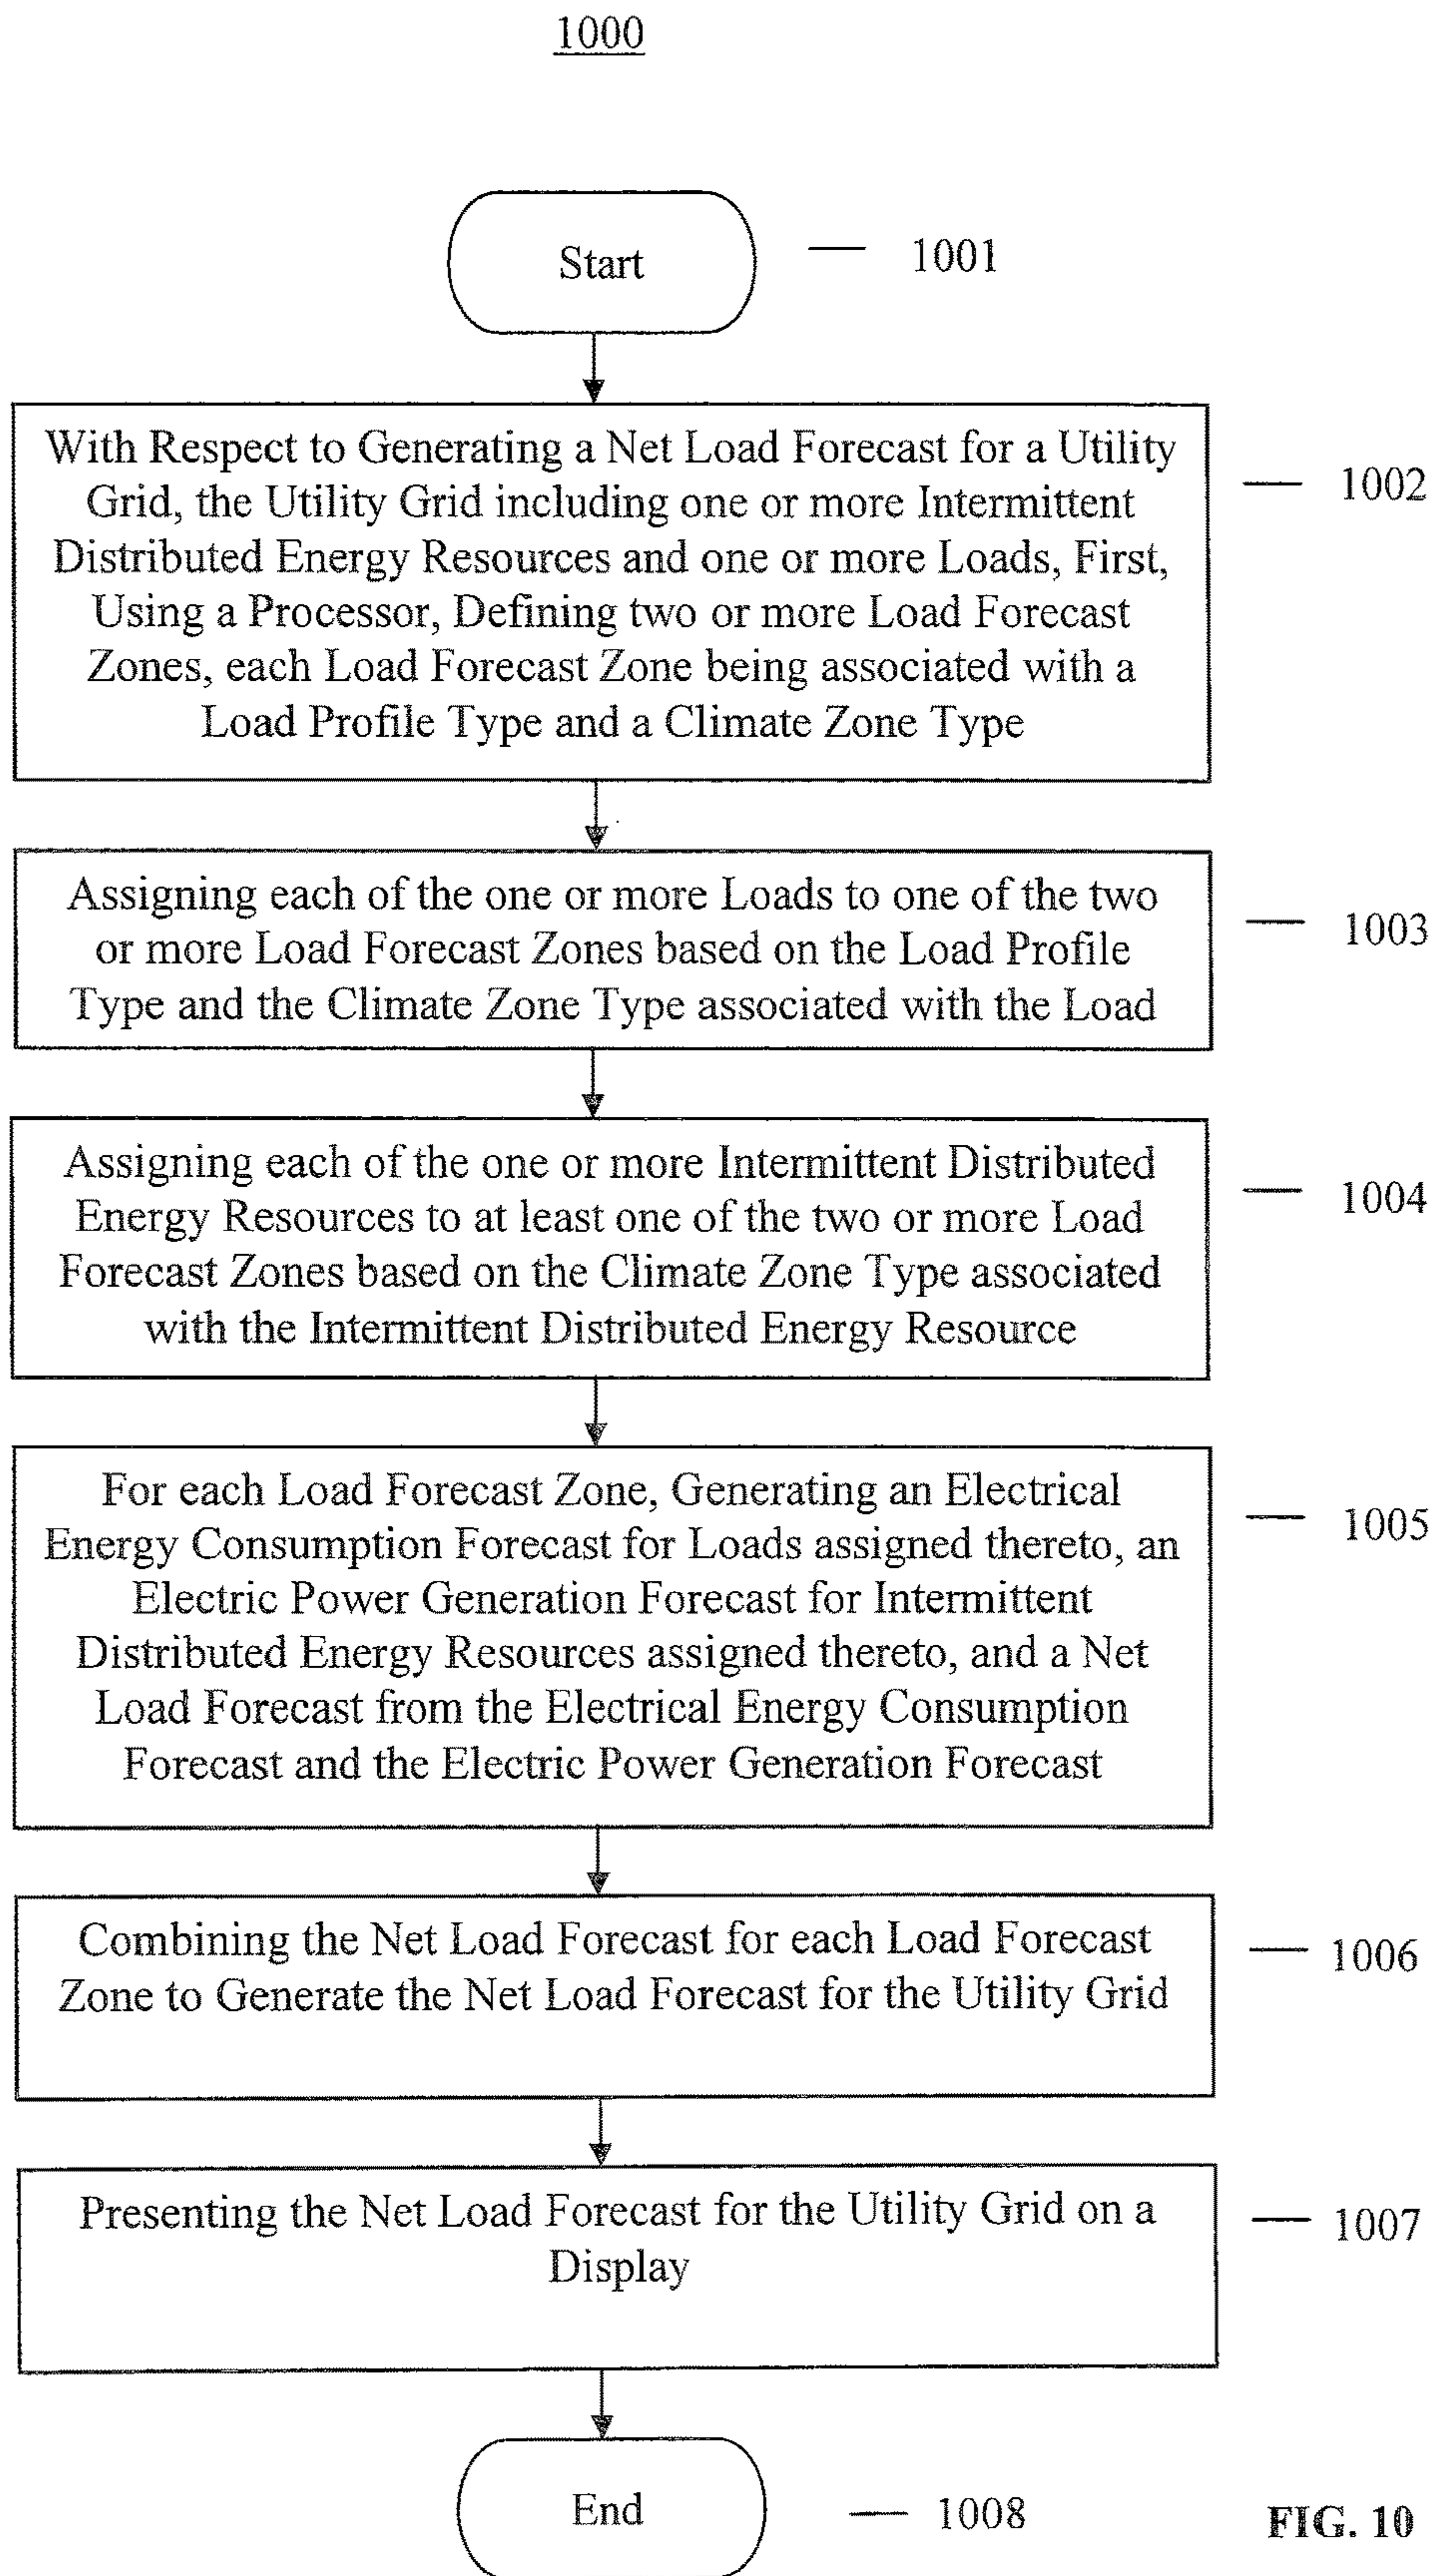 1000
Start
1001
With Respect to Generating a Net Load Forecast for a Utility
Grid, the Utility Grid including one or more Intermittent
Distributed Energy Resources and one or more Loads, First,
Using a Processor, Defining two or more Load Forecast
Zones, each Load Forecast Zone being associated with a
Load Profile Type and a Climate Zone Type
1002
Assigning each of the one or more Loads to one of the two
or more Load Forecast Zones based on the Load Profile
Type and the Climate Zone Type associated with the Load
1003
Assigning each of the one or more Intermittent Distributed
Energy Resources to at least one of the two or more Load
Forecast Zones based on the Climate Zone Type associated
with the Intermittent Distributed Energy Resource
1004
For each Load Forecast Zone, Generating an Electrical
Energy Consumption Forecast for Loads assigned thereto, an
Electric Power Generation Forecast for Intermittent
Distributed Energy Resources assigned thereto, and a Net
Load Forecast from the Electrical Energy Consumption
Forecast and the Electric Power Generation Forecast
1005
Combining the Net Load Forecast for each Load Forecast
Zone to Generate the Net Load Forecast for the Utility Grid
1006
Presenting the Net Load Forecast for the Utility Grid on a
Display
1007
End
1008
FIG. 10